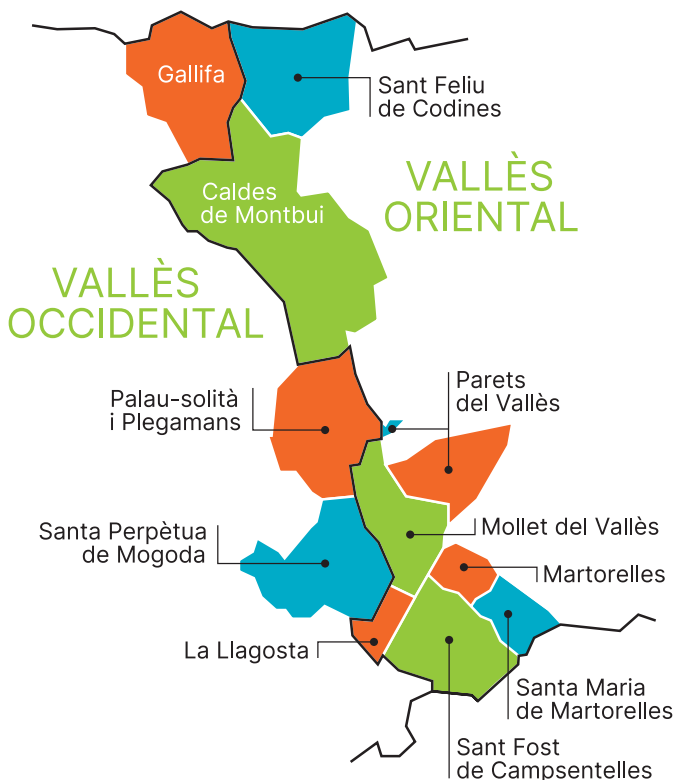 Gallifa
Sant Feliu
de Codines
Caldes
de Montbui
VALLÈS
ORIENTAL
VALLÈS
OCCIDENTAL
Palau-solità
i Plegamans
Parets
del Vallès
Santa Perpètua
de Mogoda
Mollet del Vallès
Martorelles
La Llagosta
Santa Maria
de Martorelles
Sant Fost
de Campsentelles